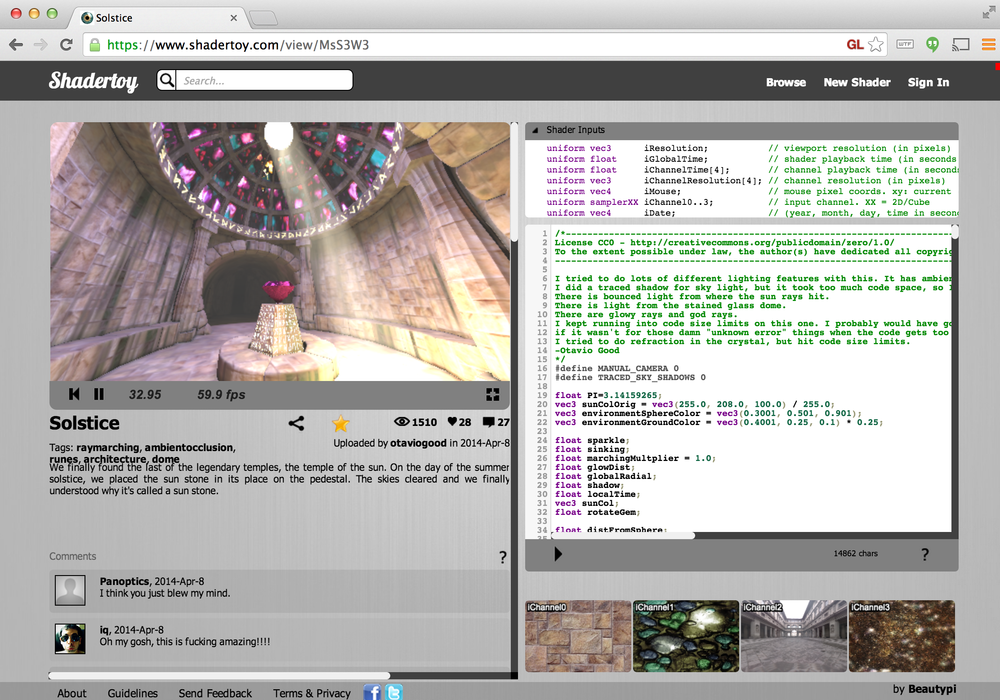 Solstice
https://www.shadertoy.com/view/MsS3W3
GL
WTF
Shadertoy
Search...
Browse
New Shader
Sign In
Shader Inputs
uniform vec3 iResolution; // viewport resolution (in pixels)
uniform float iGlobalTime; // shader playback time (in seconds
uniform float iChannelTime[4]; // channel playback time (in seconds
uniform vec3 iChannelResolution[4]; // channel resolution (in pixels)
uniform vec4 iMouse; // mouse pixel coords. xy: current
uniform samplerXX iChannel0..3; // input channel. XX = 2D/Cube
uniform vec4 iDate; // (year, month, day, time in secon
1 /*------------------------------------------------------------------------
2 License CC0 - http://creativecommons.org/publicdomain/zero/1.0/
3 To the extent possible under law, the author(s) have dedicated all copyrig
4 --------------------------------------------------------------------------
5
6 I tried to do lots of different lighting features with this. It has ambien
7 I did a traced shadow for sky light, but it took too much code space, so I
8 There is bounced light from where the sun rays hit.
9 There is light from the stained glass dome.
10 There are glowy rays and god rays.
11 I kept running into code size limits on this one. I probably would have go
12 if it wasn't for those damn "unknown error" things when the code gets too
13 I tried to do refraction in the crystal, but hit code size limits.
14 -Otavio Good
15 */
16 #define MANUAL_CAMERA 0
17 #define TRACED_SKY_SHADOWS 0
18
19 float PI=3.14159265;
20 vec3 sunColOrig = vec3(255.0, 208.0, 100.0) / 255.0;
21 vec3 environmentSphereColor = vec3(0.3001, 0.501, 0.901);
22 vec3 environmentGroundColor = vec3(0.4001, 0.25, 0.1) * 0.25;
23
24 float sparkle;
25 float sinking;
26 float marchingMultplier = 1.0;
27 float glowDist;
28 float globalRadial;
29 float shadow;
30 float localTime;
31 vec3 sunCol;
32 float rotateGem;
33
34 float distFromSphere;
35
14862 chars
?
iChannel0
iChannel1
iChannel2
iChannel3
32.95
59.9 fps
Solstice
1510
28
27
Uploaded by otaviogood in 2014-Apr-8
Tags: raymarching, ambientocclusion,
runes, architecture, dome
We finally found the last of the legendary temples, the temple of the sun. On the day of the summer
solstice, we placed the sun stone in its place on the pedestal. The skies cleared and we finally
understood why it's called a sun stone.
Comments
?
Panoptics, 2014-Apr-8
I think you just blew my mind.
iq, 2014-Apr-8
Oh my gosh, this is fucking amazing!!!!
About
Guidelines
Send Feedback
Terms & Privacy
by Beautypi